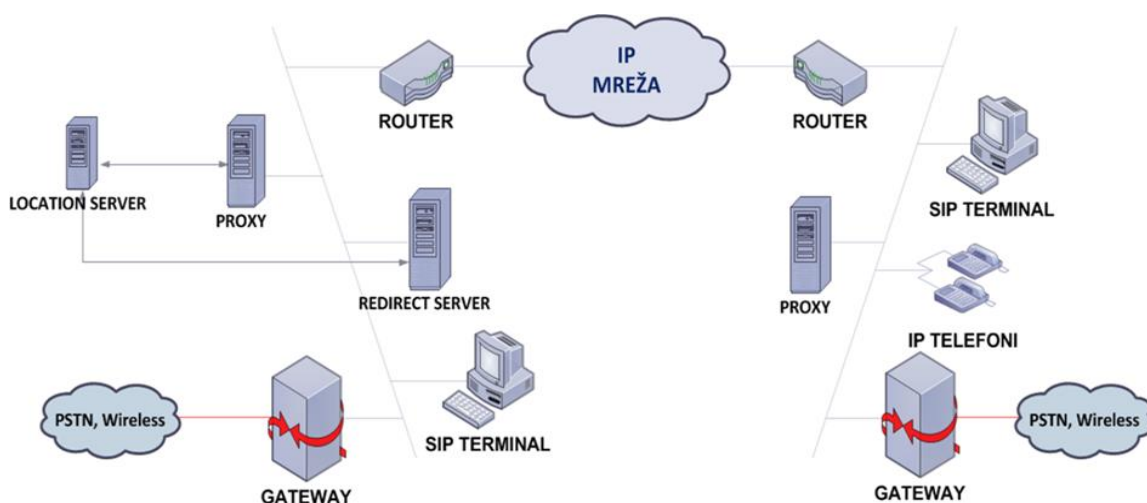 IP
MREŽA
ROUTER
ROUTER
LOCATION SERVER
PROXY
SIP TERMINAL
REDIRECT SERVER
PROXY
IP TELEFONI
PSTN, Wireless
SIP TERMINAL
PSTN, Wireless
GATEWAY
GATEWAY